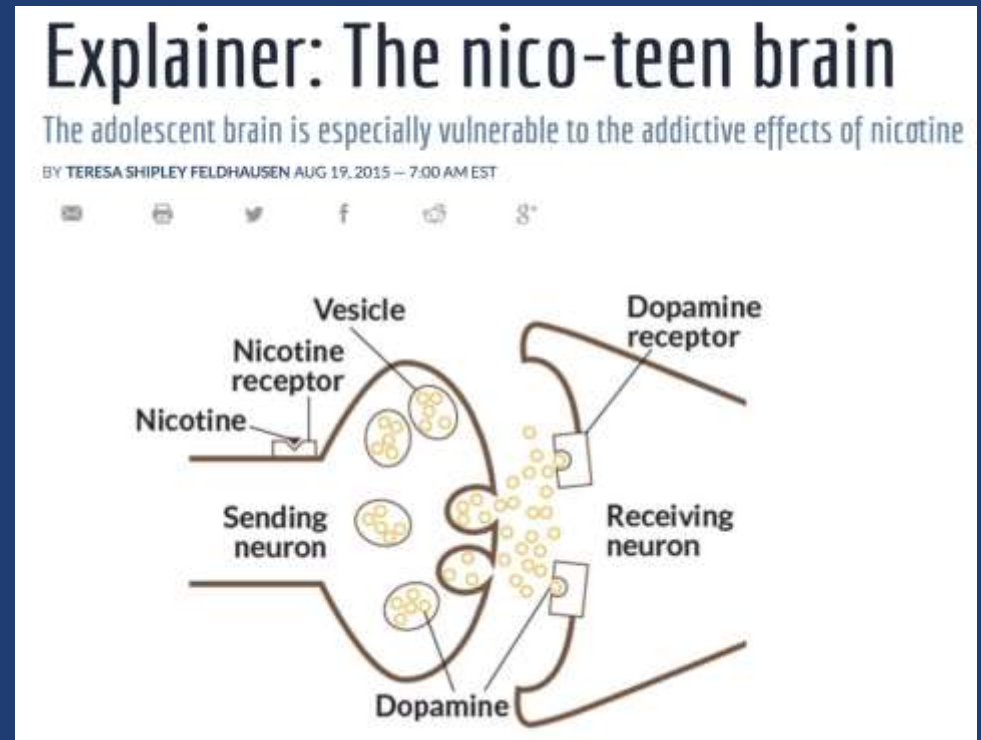 Explainer: The nico-teen brain
The adolescent brain is especially vulnerable to the addictive effects of nicotine
BY TERESA SHIPLEY FELDHAUSEN AUG 19, 2015 — 7:00 AM EST
Vesicle
Dopamine
receptor
Nicotine
receptor
Nicotine
Sending
neuron
Receiving
neuron
Dopamine